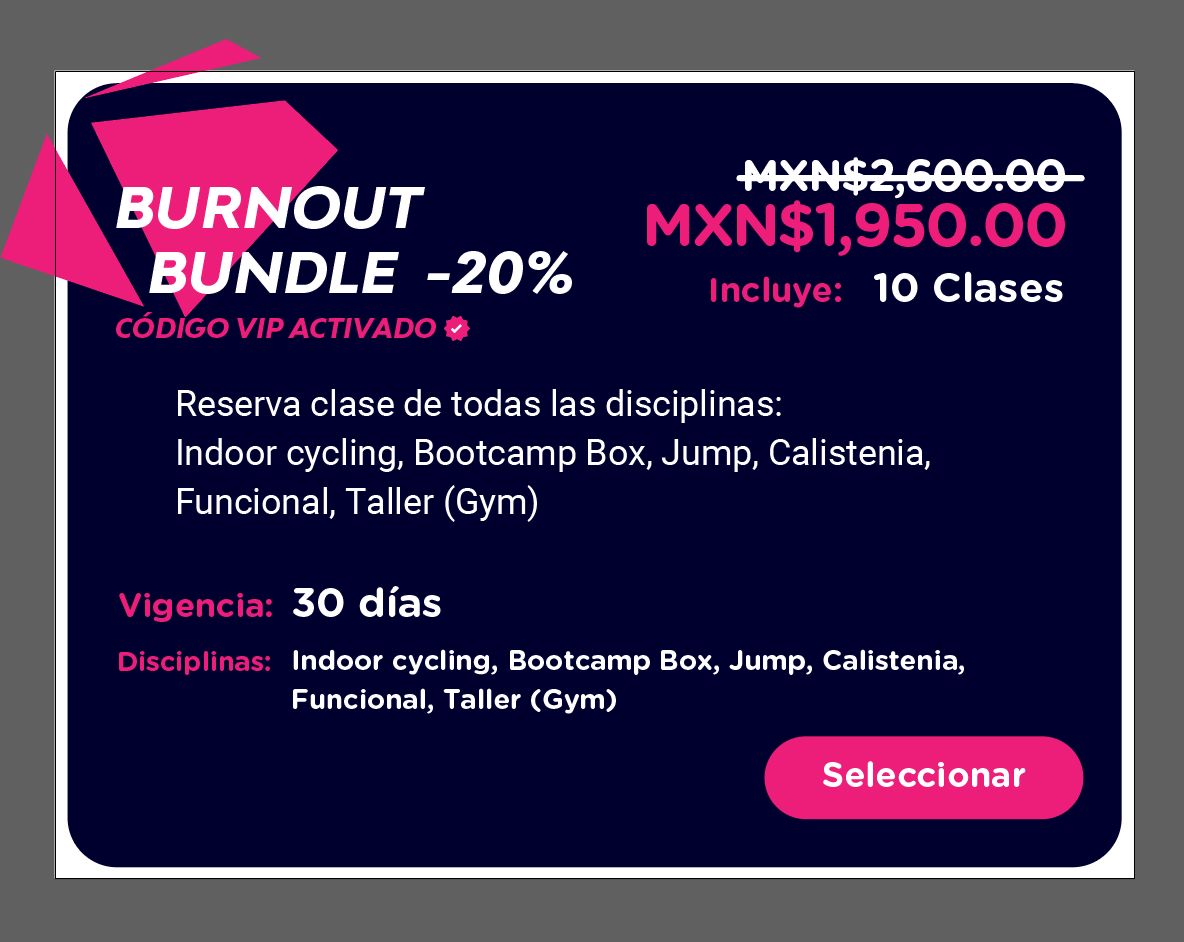 BURNOUT
BUNDLE -20%
CÓDIGO VIP ACTIVADO
MXN$2,600.00
MXN$1,950.00
Incluye: 10 Clases
Reserva clase de todas las disciplinas:
Indoor cycling, Bootcamp Box, Jump, Calistenia,
Funcional, Taller (Gym)
Vigencia: 30 días
Disciplinas: Indoor cycling, Bootcamp Box, Jump, Calistenia,
Funcional, Taller (Gym)
Seleccionar